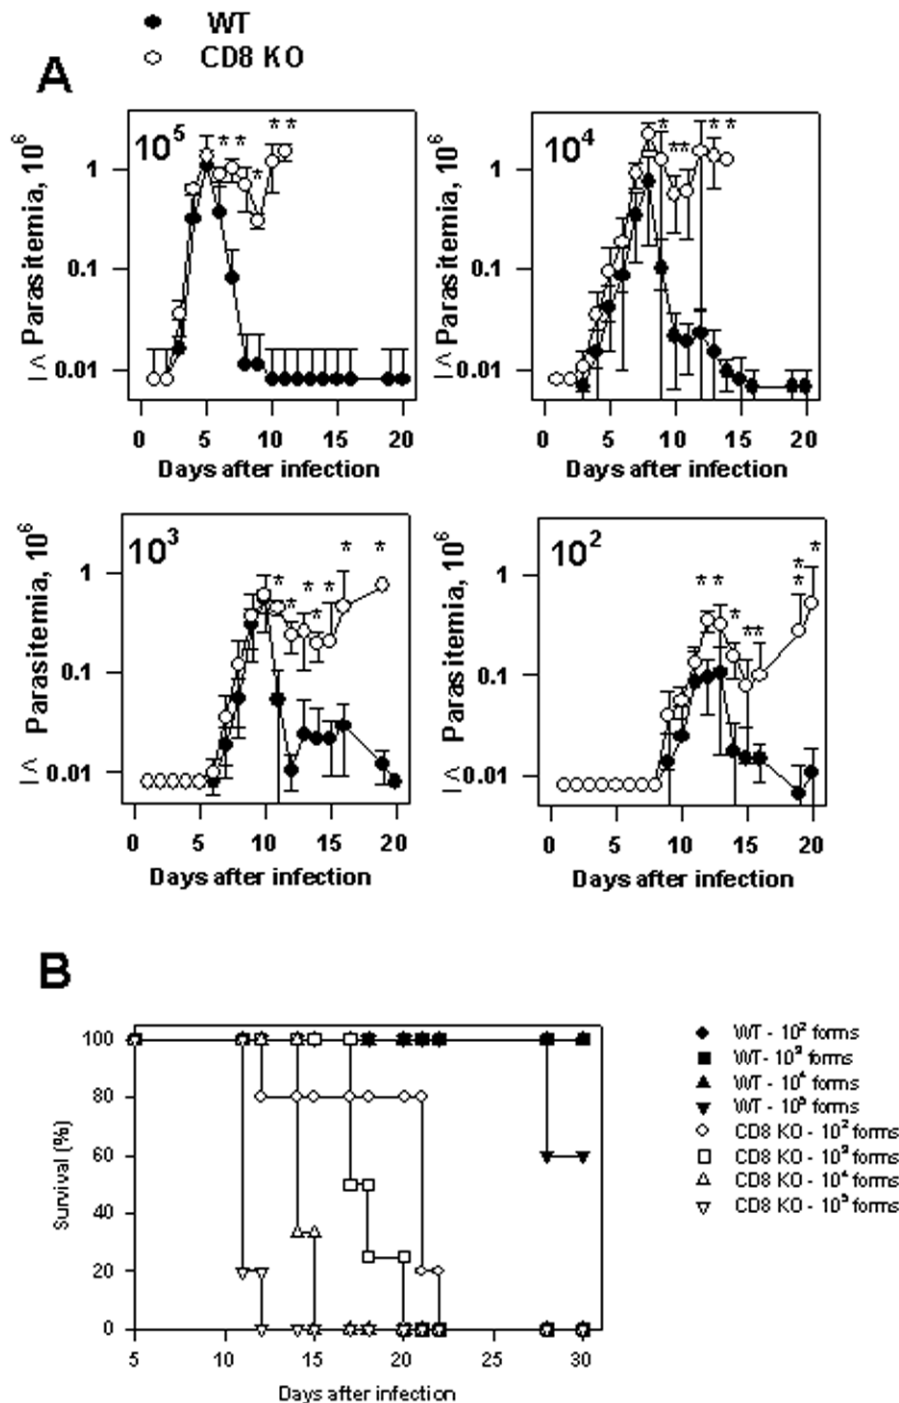 WT
CD8 KO
A
10⁵
Parasitemia, 10⁶
1
0.1
0.01
0 5 10 15 20
Days after infection
* * * * *
10⁴
Parasitemia, 10⁶
1
0.1
0.01
0 5 10 15 20
Days after infection
* ** * *
10³
Parasitemia, 10⁶
1
0.1
0.01
0 5 10 15 20
Days after infection
* * * * * * *
10²
Parasitemia, 10⁶
1
0.1
0.01
0 5 10 15 20
Days after infection
* * * ** * * *
B
Survival (%)
100
80
60
40
20
0
5 10 15 20 25 30
Days after infection
WT - 10² forms
WT - 10³ forms
WT - 10⁴ forms
WT - 10⁵ forms
CD8 KO - 10² forms
CD8 KO - 10³ forms
CD8 KO - 10⁴ forms
CD8 KO - 10⁵ forms